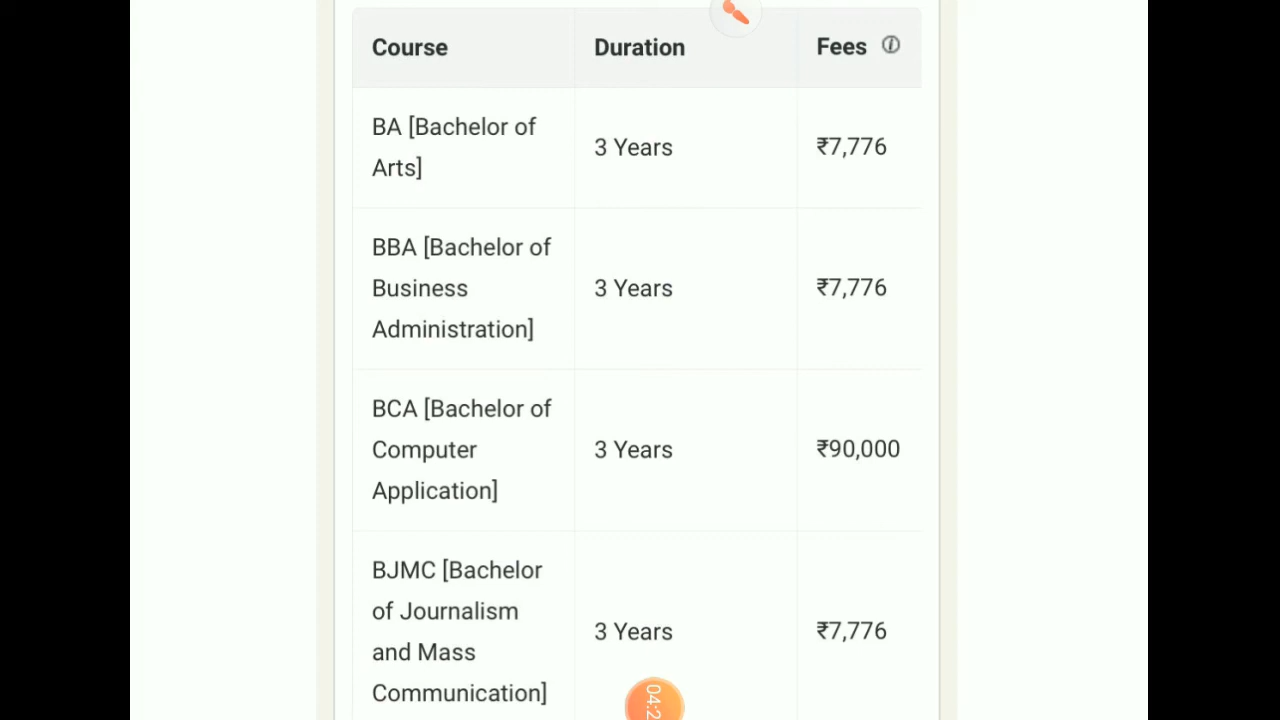 Course Duration Fees
BA [Bachelor of
Arts]
3 Years ₹7,776
BBA [Bachelor of
Business
Administration]
3 Years ₹7,776
BCA [Bachelor of
Computer
Application]
3 Years ₹90,000
BJMC [Bachelor
of Journalism
and Mass
Communication]
3 Years ₹7,776